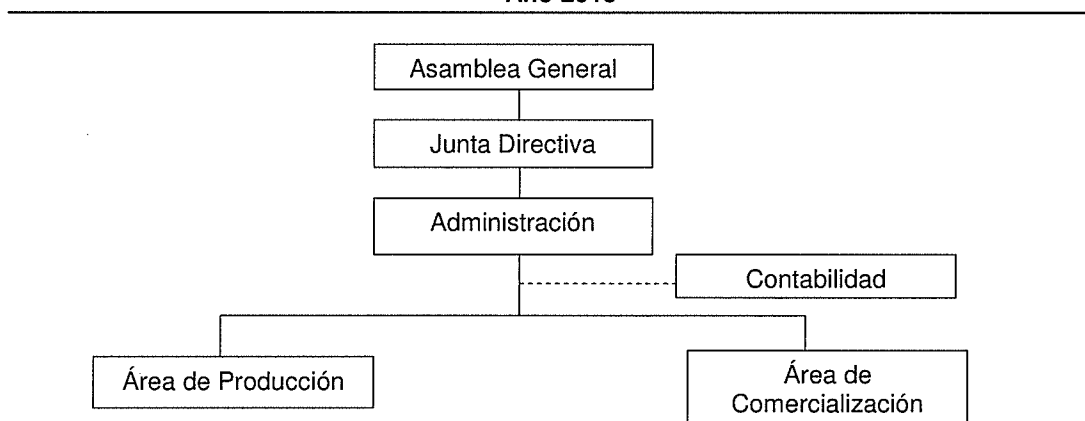 Asamblea General
Junta Directiva
Administración
Contabilidad
Área de Producción
Área de
Comercialización